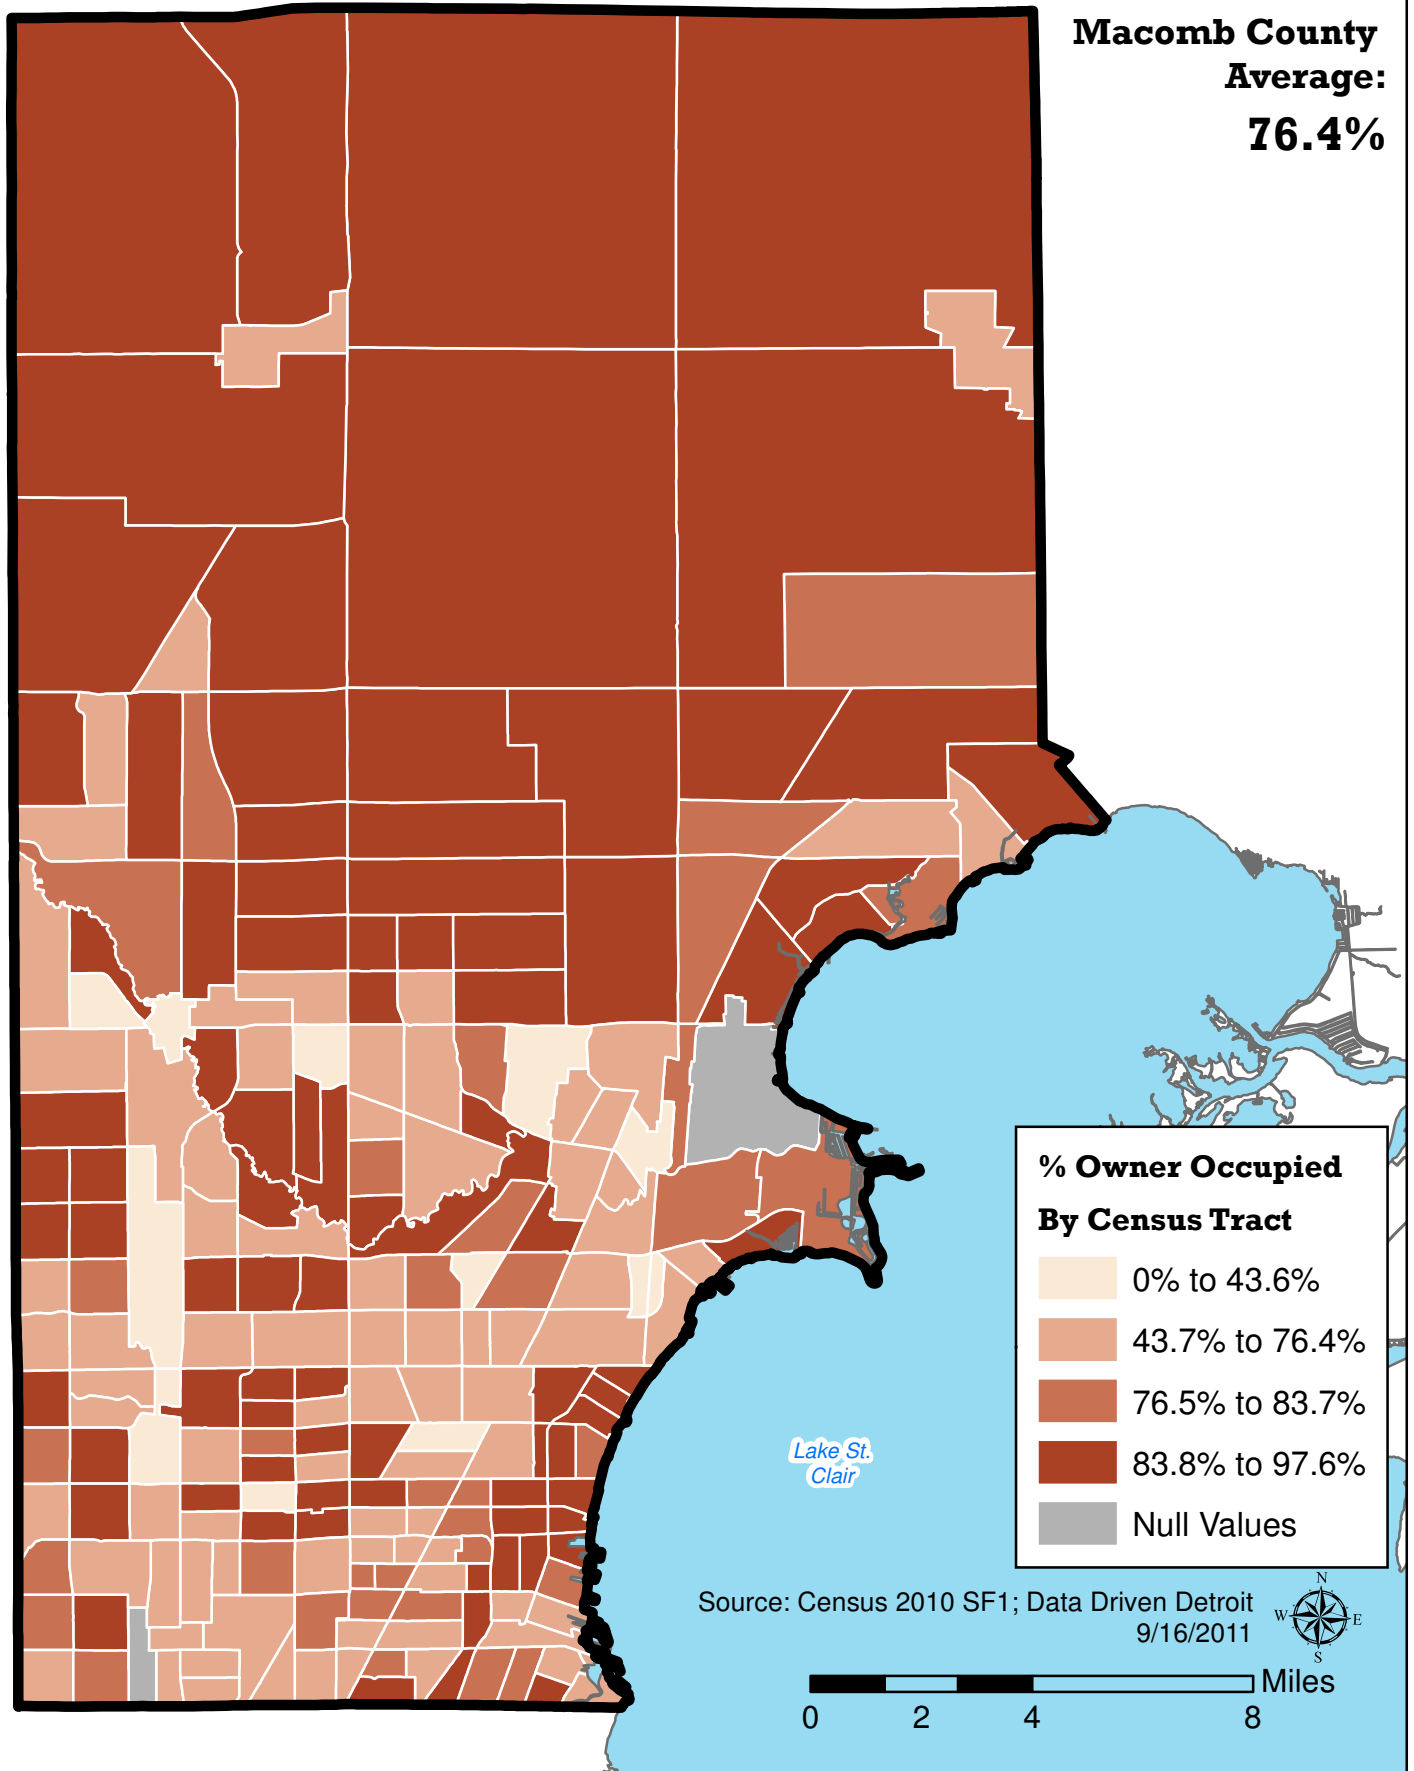 Macomb County
Average:
76.4%
% Owner Occupied
By Census Tract
0% to 43.6%
43.7% to 76.4%
76.5% to 83.7%
83.8% to 97.6%
Null Values
Lake St.
Clair
Source: Census 2010 SF1; Data Driven Detroit
9/16/2011
N
W E
S
Miles
0 2 4 8